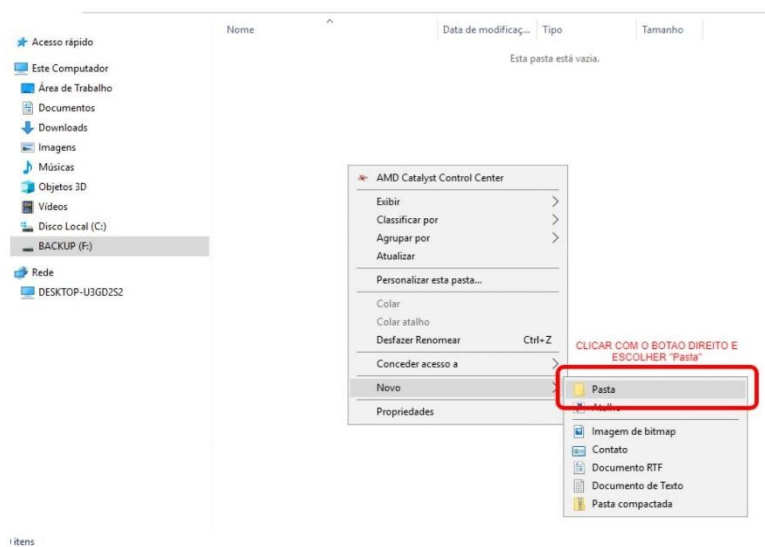 Nome
Data de modificaç...
Tipo
Tamanho
Esta pasta está vazia.
Acesso rápido
Este Computador
Área de Trabalho
Documentos
Downloads
Imagens
Músicas
Objetos 3D
Vídeos
Disco Local (C:)
BACKUP (F:)
Rede
DESKTOP-U3GD2S2
AMD Catalyst Control Center
Exibir
Classificar por
Agrupar por
Atualizar
Personalizar esta pasta...
Colar
Colar atalho
Desfazer Renomear Ctrl+Z
Conceder acesso a
Novo
Propriedades
CLICAR COM O BOTAO DIREITO E
ESCOLHER "Pasta"
Pasta
Atalho
Imagem de bitmap
Contato
Documento RTF
Documento de Texto
Pasta compactada
itens